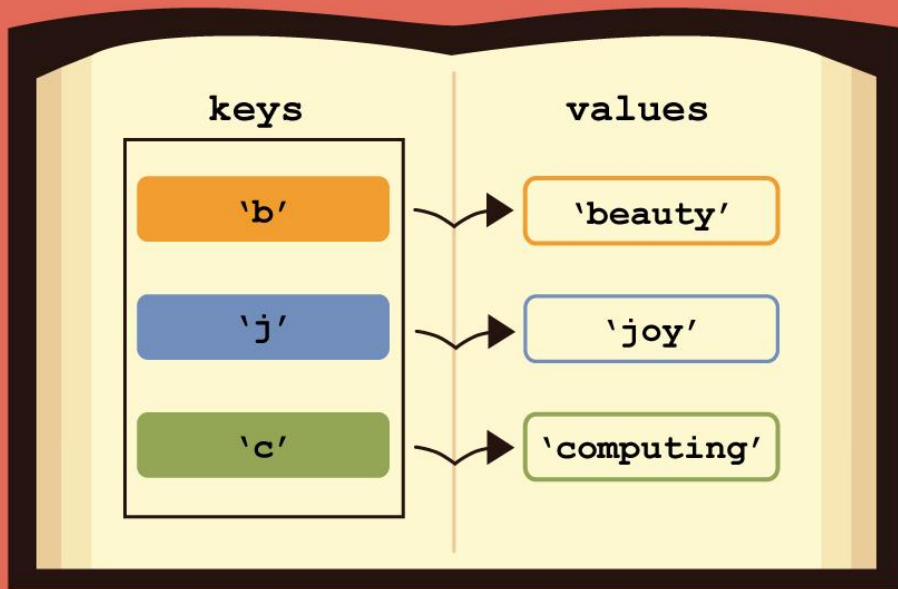 keys values
‘b’ ‘beauty’
‘j’ ‘joy’
‘c’ ‘computing’